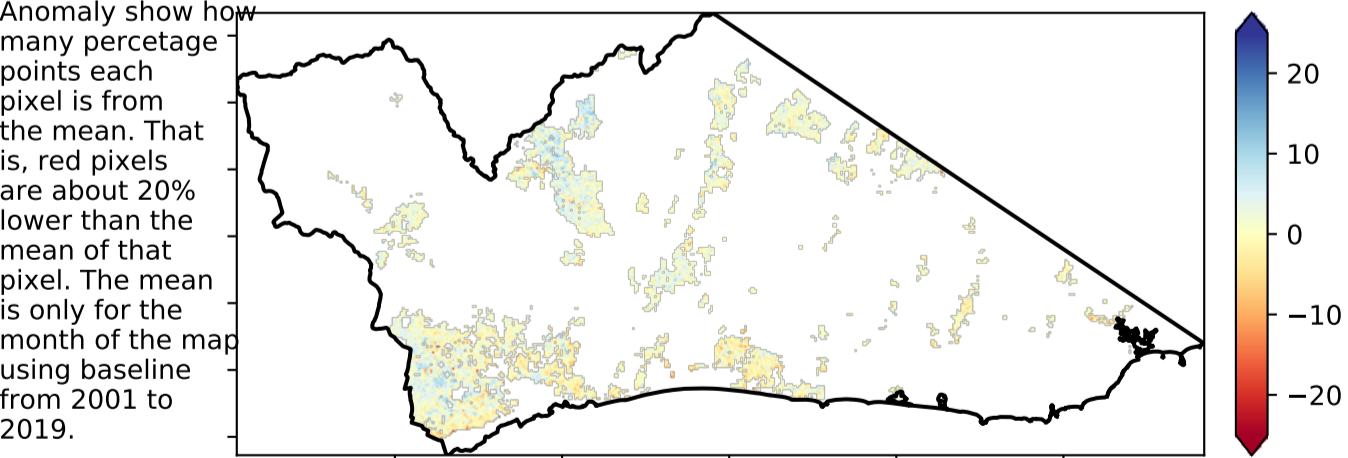 Anomaly show how
many percetage
points each
pixel is from
the mean. That
is, red pixels
are about 20%
lower than the
mean of that
pixel. The mean
is only for the
month of the map
using baseline
from 2001 to
2019.
20
10
0
−10
−20